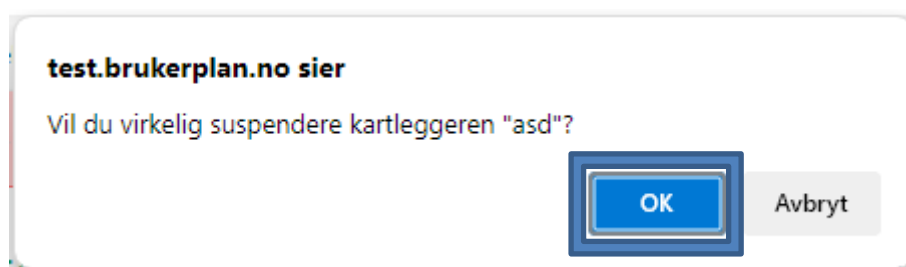 test.brukerplan.no sier
Vil du virkelig suspendere kartleggeren "asd"?
OK
Avbryt